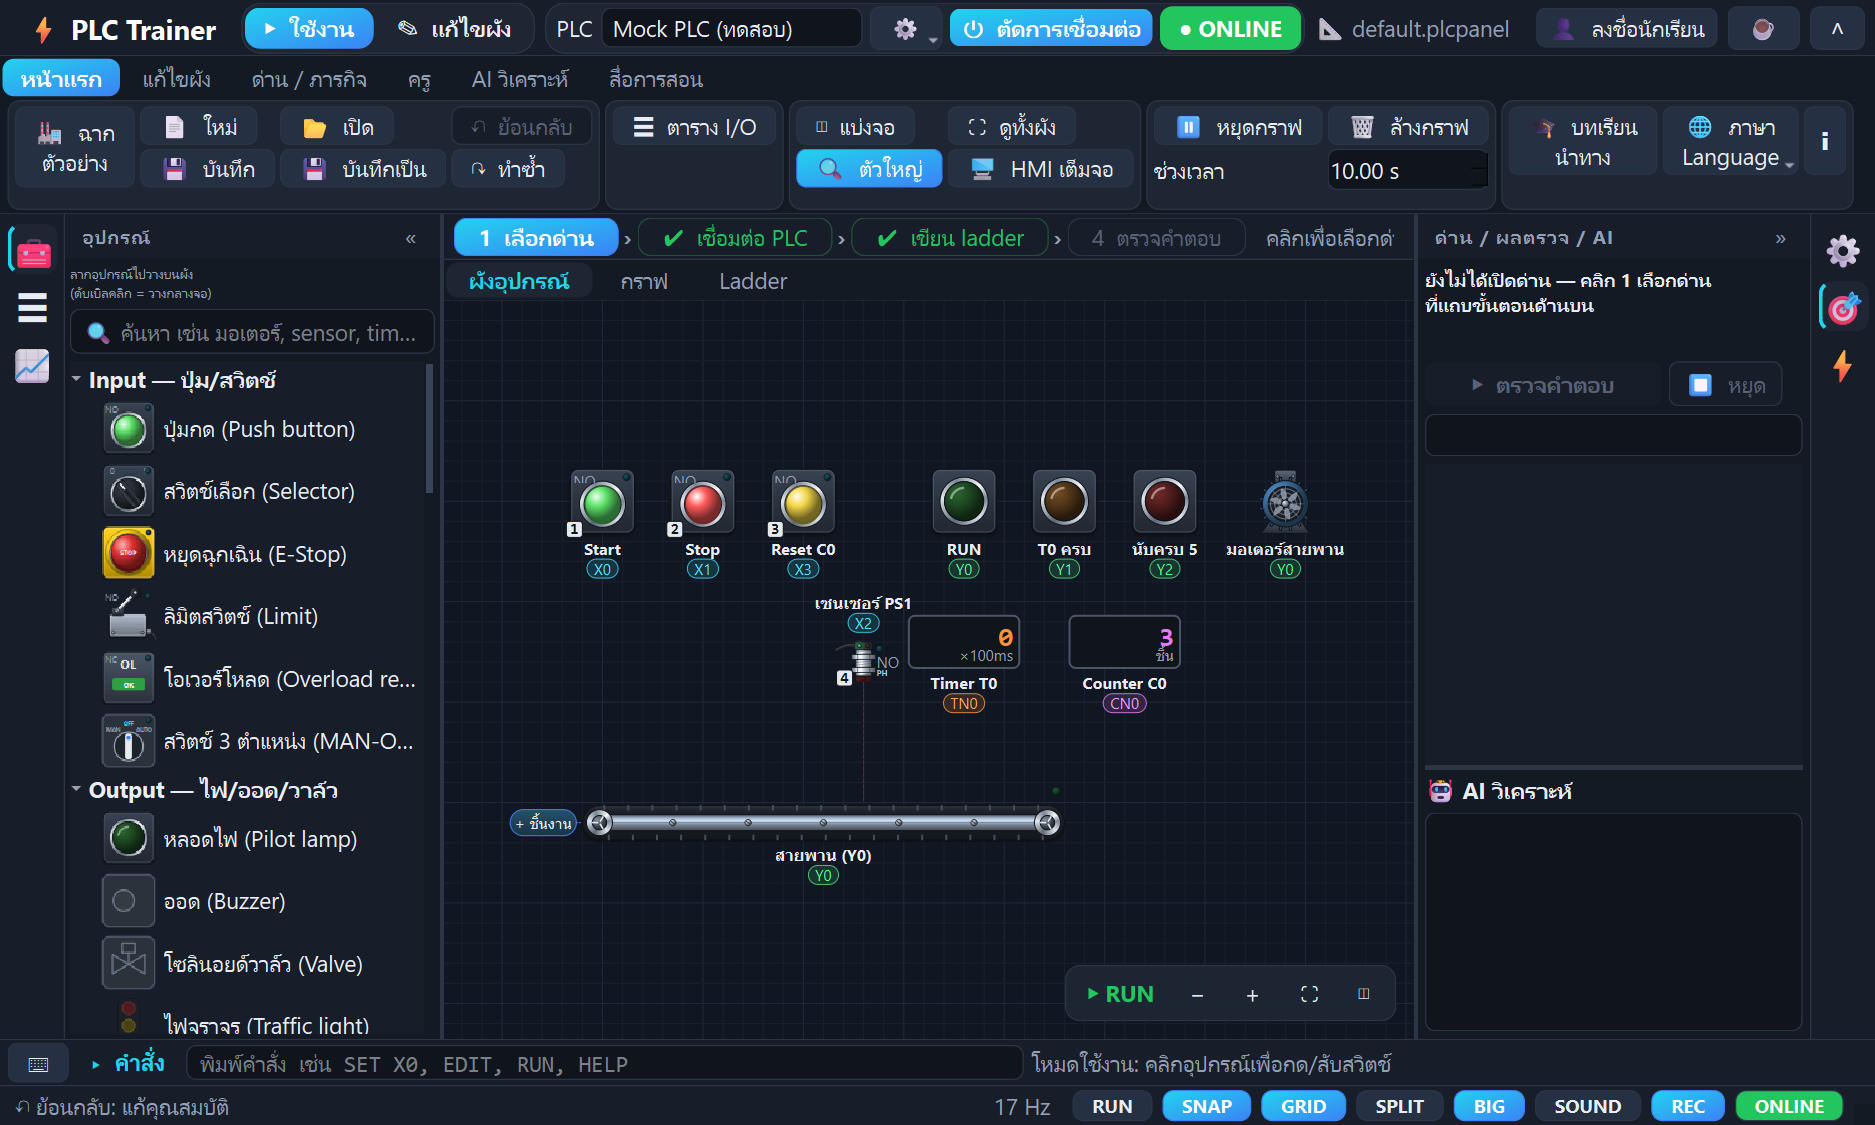 PLC Trainer
ใช้งาน
แก้ไขผัง
PLC
Mock PLC (ทดสอบ)
ตัดการเชื่อมต่อ
ONLINE
default.plcpanel
ลงชื่อนักเรียน
หน้าแรก
แก้ไขผัง
ด่าน / ภารกิจ
ครู
AI วิเคราะห์
สื่อการสอน
ฉาก
ตัวอย่าง
ใหม่
เปิด
ย้อนกลับ
บันทึก
บันทึกเป็น
ทำซ้ำ
ตาราง I/O
แบ่งจอ
ดูทั้งผัง
ตัวใหญ่
HMI เต็มจอ
หยุดกราฟ
ล้างกราฟ
ช่วงเวลา
10.00 s
บทเรียน
นำทาง
ภาษา
Language
i
อุปกรณ์
«
ลากอุปกรณ์ไปวางบนผัง
(ดับเบิลคลิก = วางกลางจอ)
ค้นหา เช่น มอเตอร์, sensor, tim...
Input — ปุ่ม/สวิตช์
ปุ่มกด (Push button)
สวิตช์เลือก (Selector)
หยุดฉุกเฉิน (E-Stop)
ลิมิตสวิตช์ (Limit)
โอเวอร์โหลด (Overload re...
สวิตช์ 3 ตำแหน่ง (MAN-O...
Output — ไฟ/ออด/วาล์ว
หลอดไฟ (Pilot lamp)
ออด (Buzzer)
โซลินอยด์วาล์ว (Valve)
ไฟจราจร (Traffic light)
1 เลือกด่าน
›
✔ เชื่อมต่อ PLC
›
✔ เขียน ladder
›
4 ตรวจคำตอบ
คลิกเพื่อเลือกด่
ผังอุปกรณ์
กราฟ
Ladder
NO
1
Start
X0
NO
2
Stop
X1
NO
3
Reset C0
X3
RUN
Y0
T0 ครบ
Y1
นับครบ 5
Y2
มอเตอร์สายพาน
Y0
เซนเซอร์ PS1
X2
NO
PH
4
0
×100ms
Timer T0
TN0
3
ชิ้น
Counter C0
CN0
+ ชิ้นงาน
สายพาน (Y0)
Y0
RUN
−
+
ด่าน / ผลตรวจ / AI
»
ยังไม่ได้เปิดด่าน — คลิก 1 เลือกด่าน
ที่แถบขั้นตอนด้านบน
ตรวจคำตอบ
หยุด
AI วิเคราะห์
คำสั่ง
พิมพ์คำสั่ง เช่น SET X0, EDIT, RUN, HELP
โหมดใช้งาน: คลิกอุปกรณ์เพื่อกด/สับสวิตช์
ย้อนกลับ: แก้คุณสมบัติ
17 Hz
RUN
SNAP
GRID
SPLIT
BIG
SOUND
REC
ONLINE